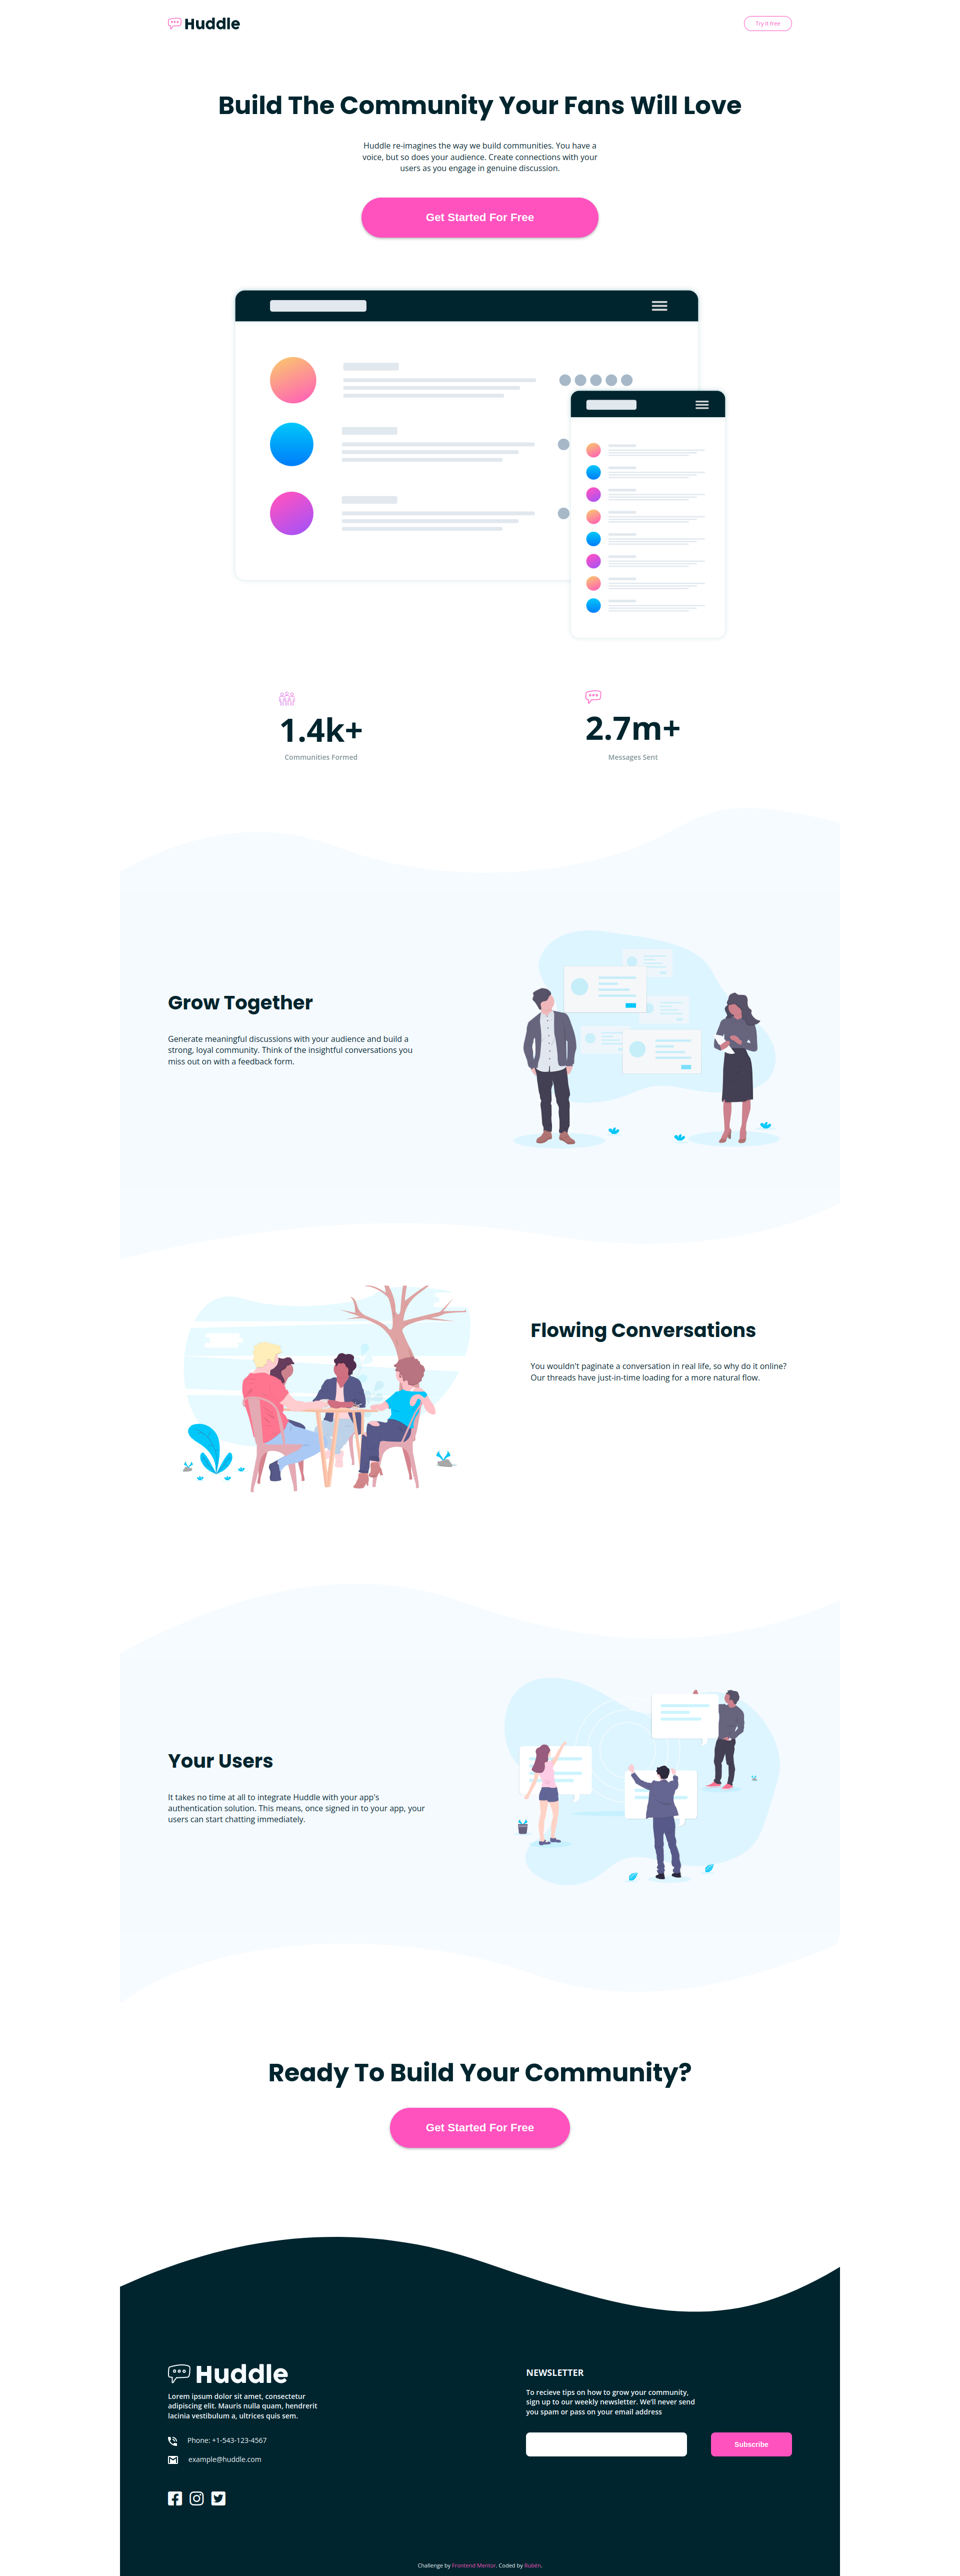 Huddle
Try it free
Build The Community Your Fans Will Love
Huddle re-imagines the way we build communities. You have a
voice, but so does your audience. Create connections with your
users as you engage in genuine discussion.
Get Started For Free
1.4k+
Communities Formed
2.7m+
Messages Sent
Grow Together
Generate meaningful discussions with your audience and build a
strong, loyal community. Think of the insightful conversations you
miss out on with a feedback form.
Flowing Conversations
You wouldn't paginate a conversation in real life, so why do it online?
Our threads have just-in-time loading for a more natural flow.
Your Users
It takes no time at all to integrate Huddle with your app's
authentication solution. This means, once signed in to your app, your
users can start chatting immediately.
Ready To Build Your Community?
Get Started For Free
Huddle
Lorem ipsum dolor sit amet, consectetur
adipiscing elit. Mauris nulla quam, hendrerit
lacinia vestibulum a, ultrices quis sem.
Phone: +1-543-123-4567
example@huddle.com
NEWSLETTER
To recieve tips on how to grow your community,
sign up to our weekly newsletter. We'll never send
you spam or pass on your email address
Subscribe
Challenge by Frontend Mentor. Coded by Rubén.